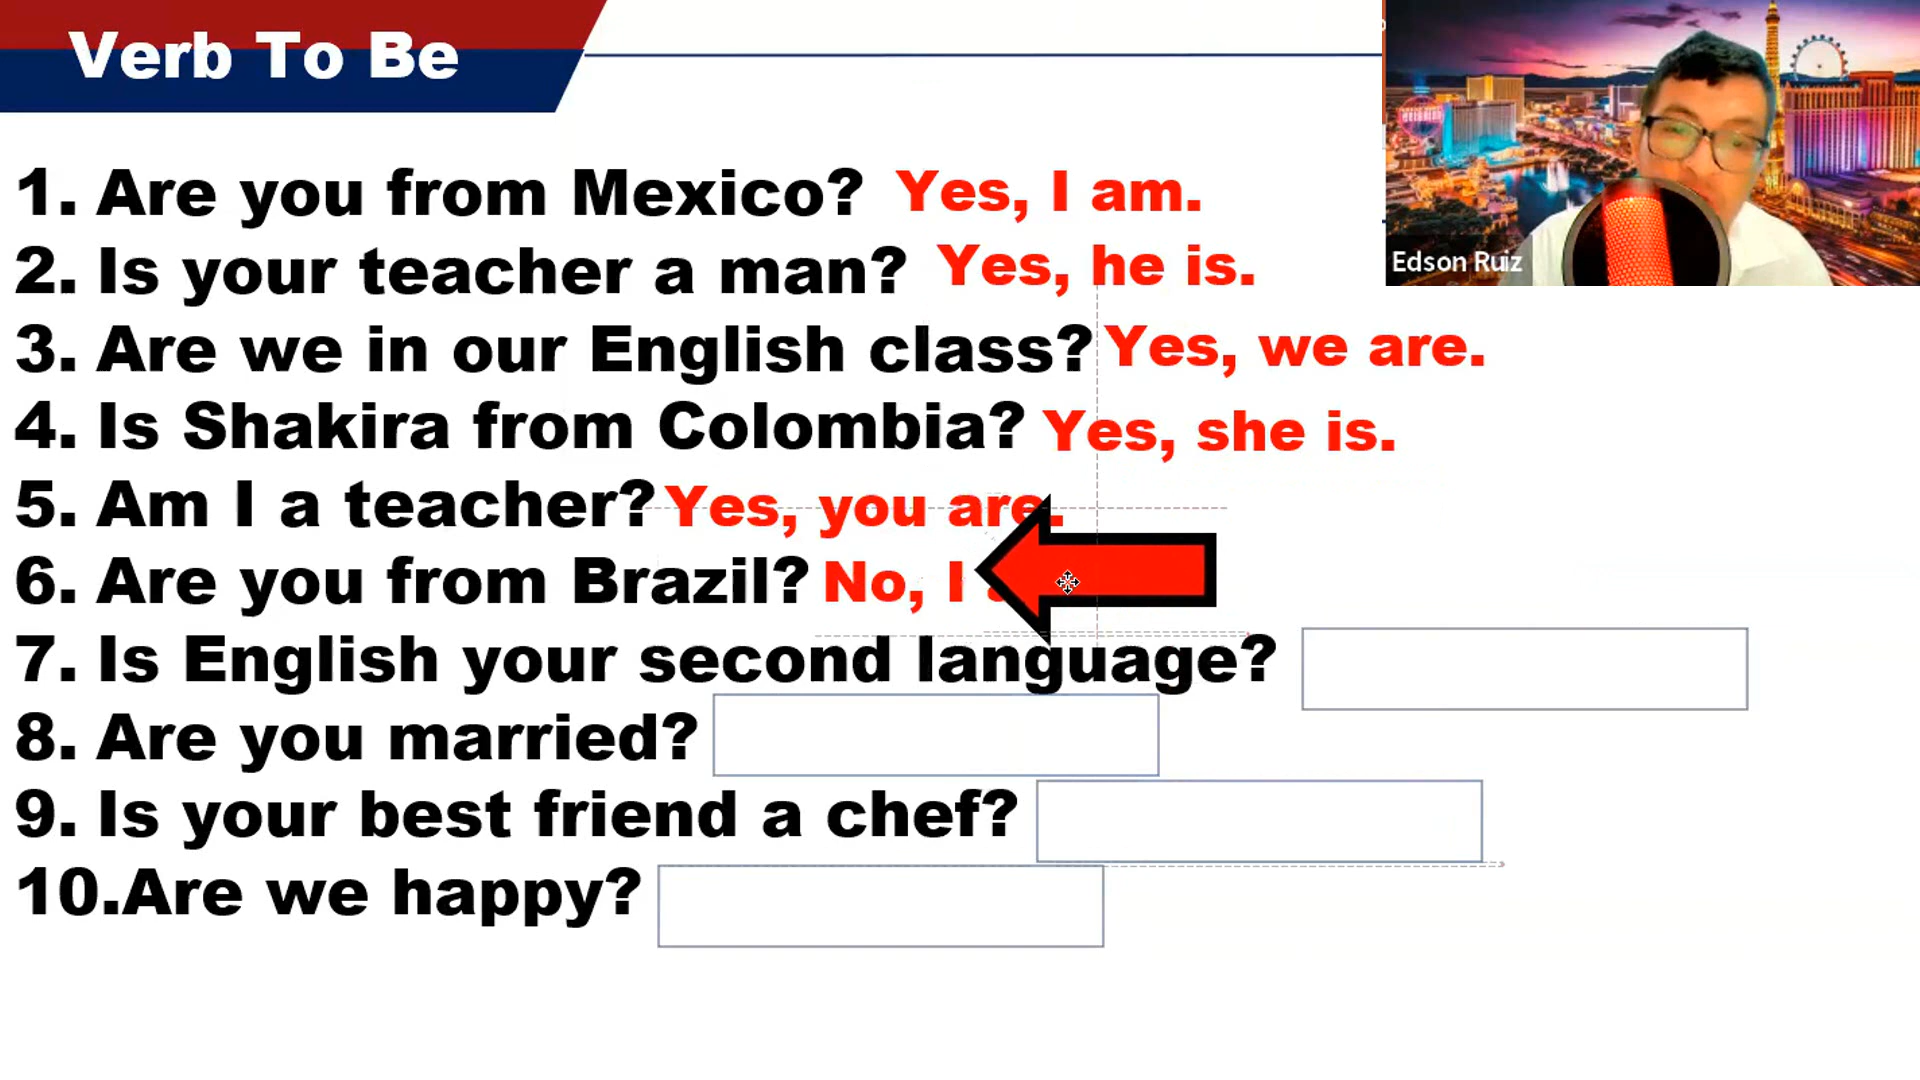 Verb To Be
1. Are you from Mexico? Yes, I am.
2. Is your teacher a man? Yes, he is.
3. Are we in our English class? Yes, we are.
4. Is Shakira from Colombia? Yes, she is.
5. Am I a teacher? Yes, you are.
6. Are you from Brazil? No, I
7. Is English your second language?
8. Are you married?
9. Is your best friend a chef?
10.Are we happy?
Edson Ruiz